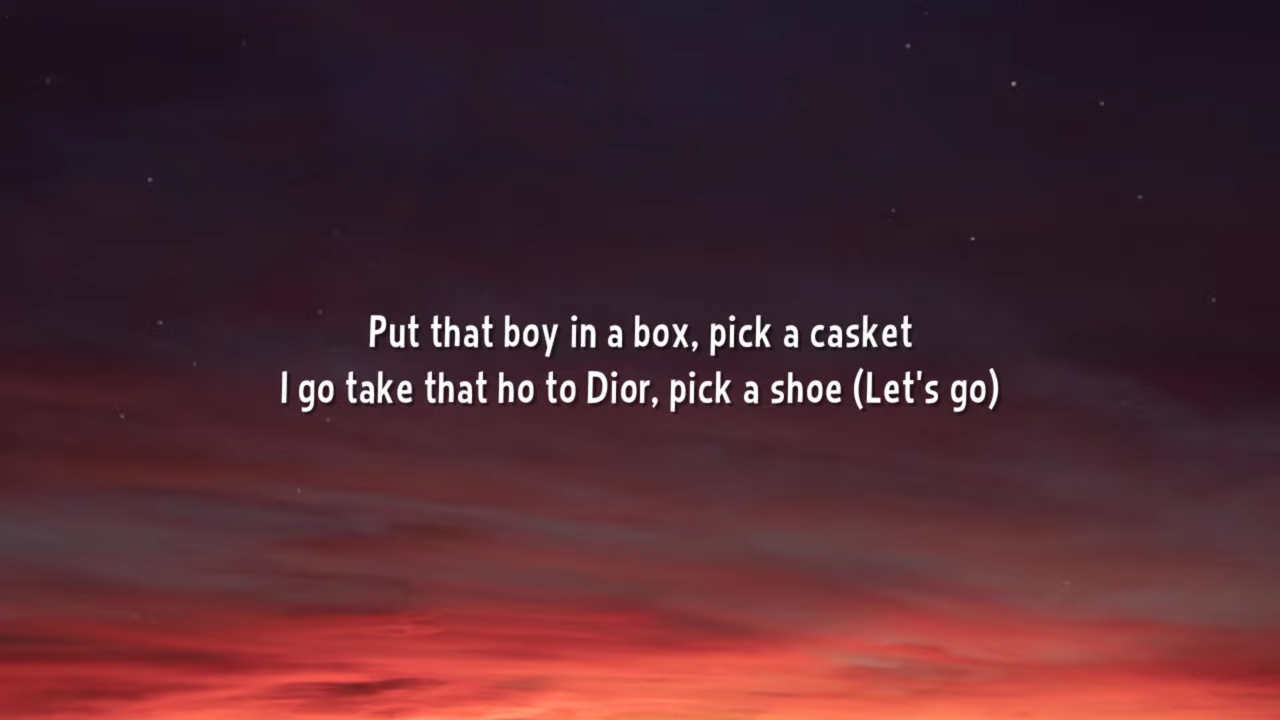 Put that boy in a box, pick a casket
I go take that ho to Dior, pick a shoe (Let's go)